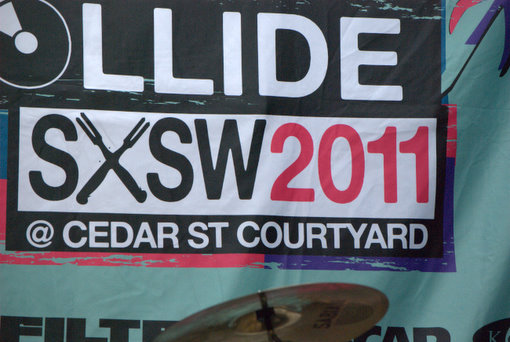 LLIDE
SXSW2011
@ CEDAR ST COURTYARD